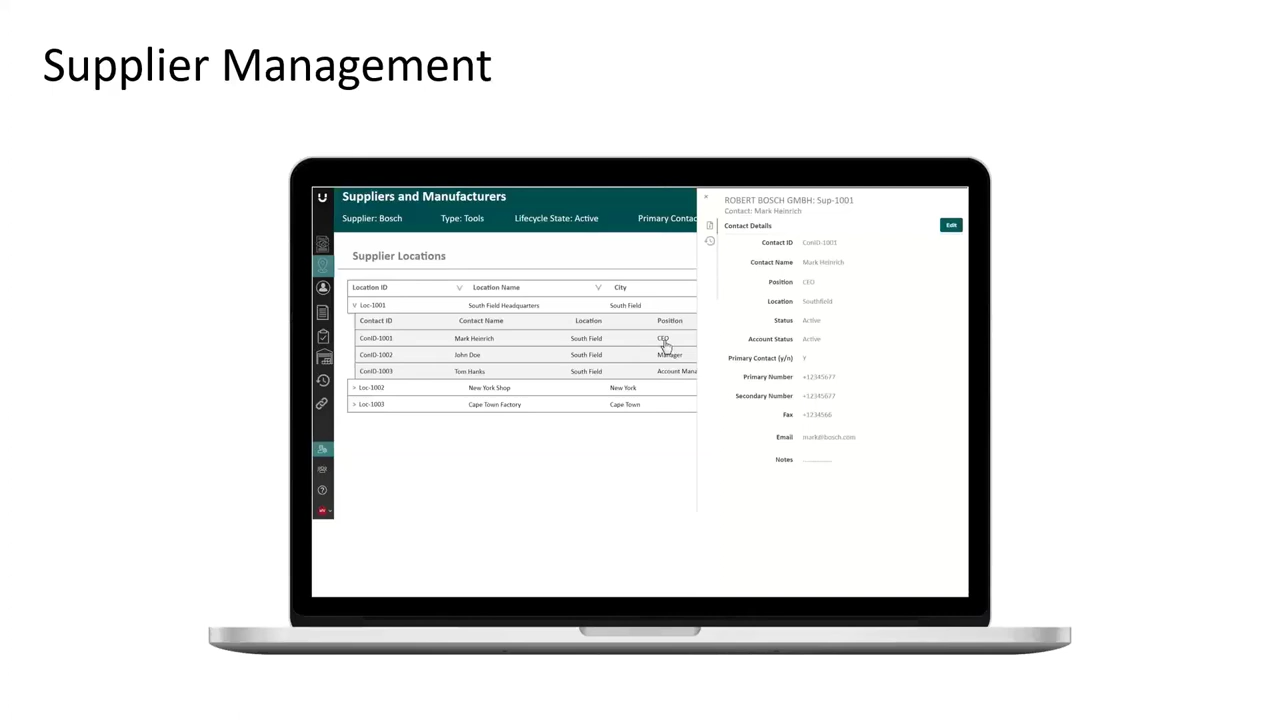 Supplier Management
Suppliers and Manufacturers
Supplier: Bosch Type: Tools Lifecycle State: Active Primary Contac
Supplier Locations
Location ID Location Name City
Loc-1001 South Field Headquarters South Field
Contact ID Contact Name Location Position
ConID-1001 Mark Heinrich South Field CEO
ConID-1002 John Doe South Field Manager
ConID-1003 Tom Hanks South Field Account Mana
> Loc-1002 New York Shop New York
> Loc-1003 Cape Town Factory Cape Town
ROBERT BOSCH GMBH: Sup-1001
Contact: Mark Heinrich
Contact Details Edit
Contact ID ConID-1001
Contact Name Mark Heinrich
Position CEO
Location Southfield
Status Active
Account Status Active
Primary Contact (y/n) Y
Primary Number +12345677
Secondary Number +12345677
Fax +1234566
Email mark@bosch.com
Notes ..............